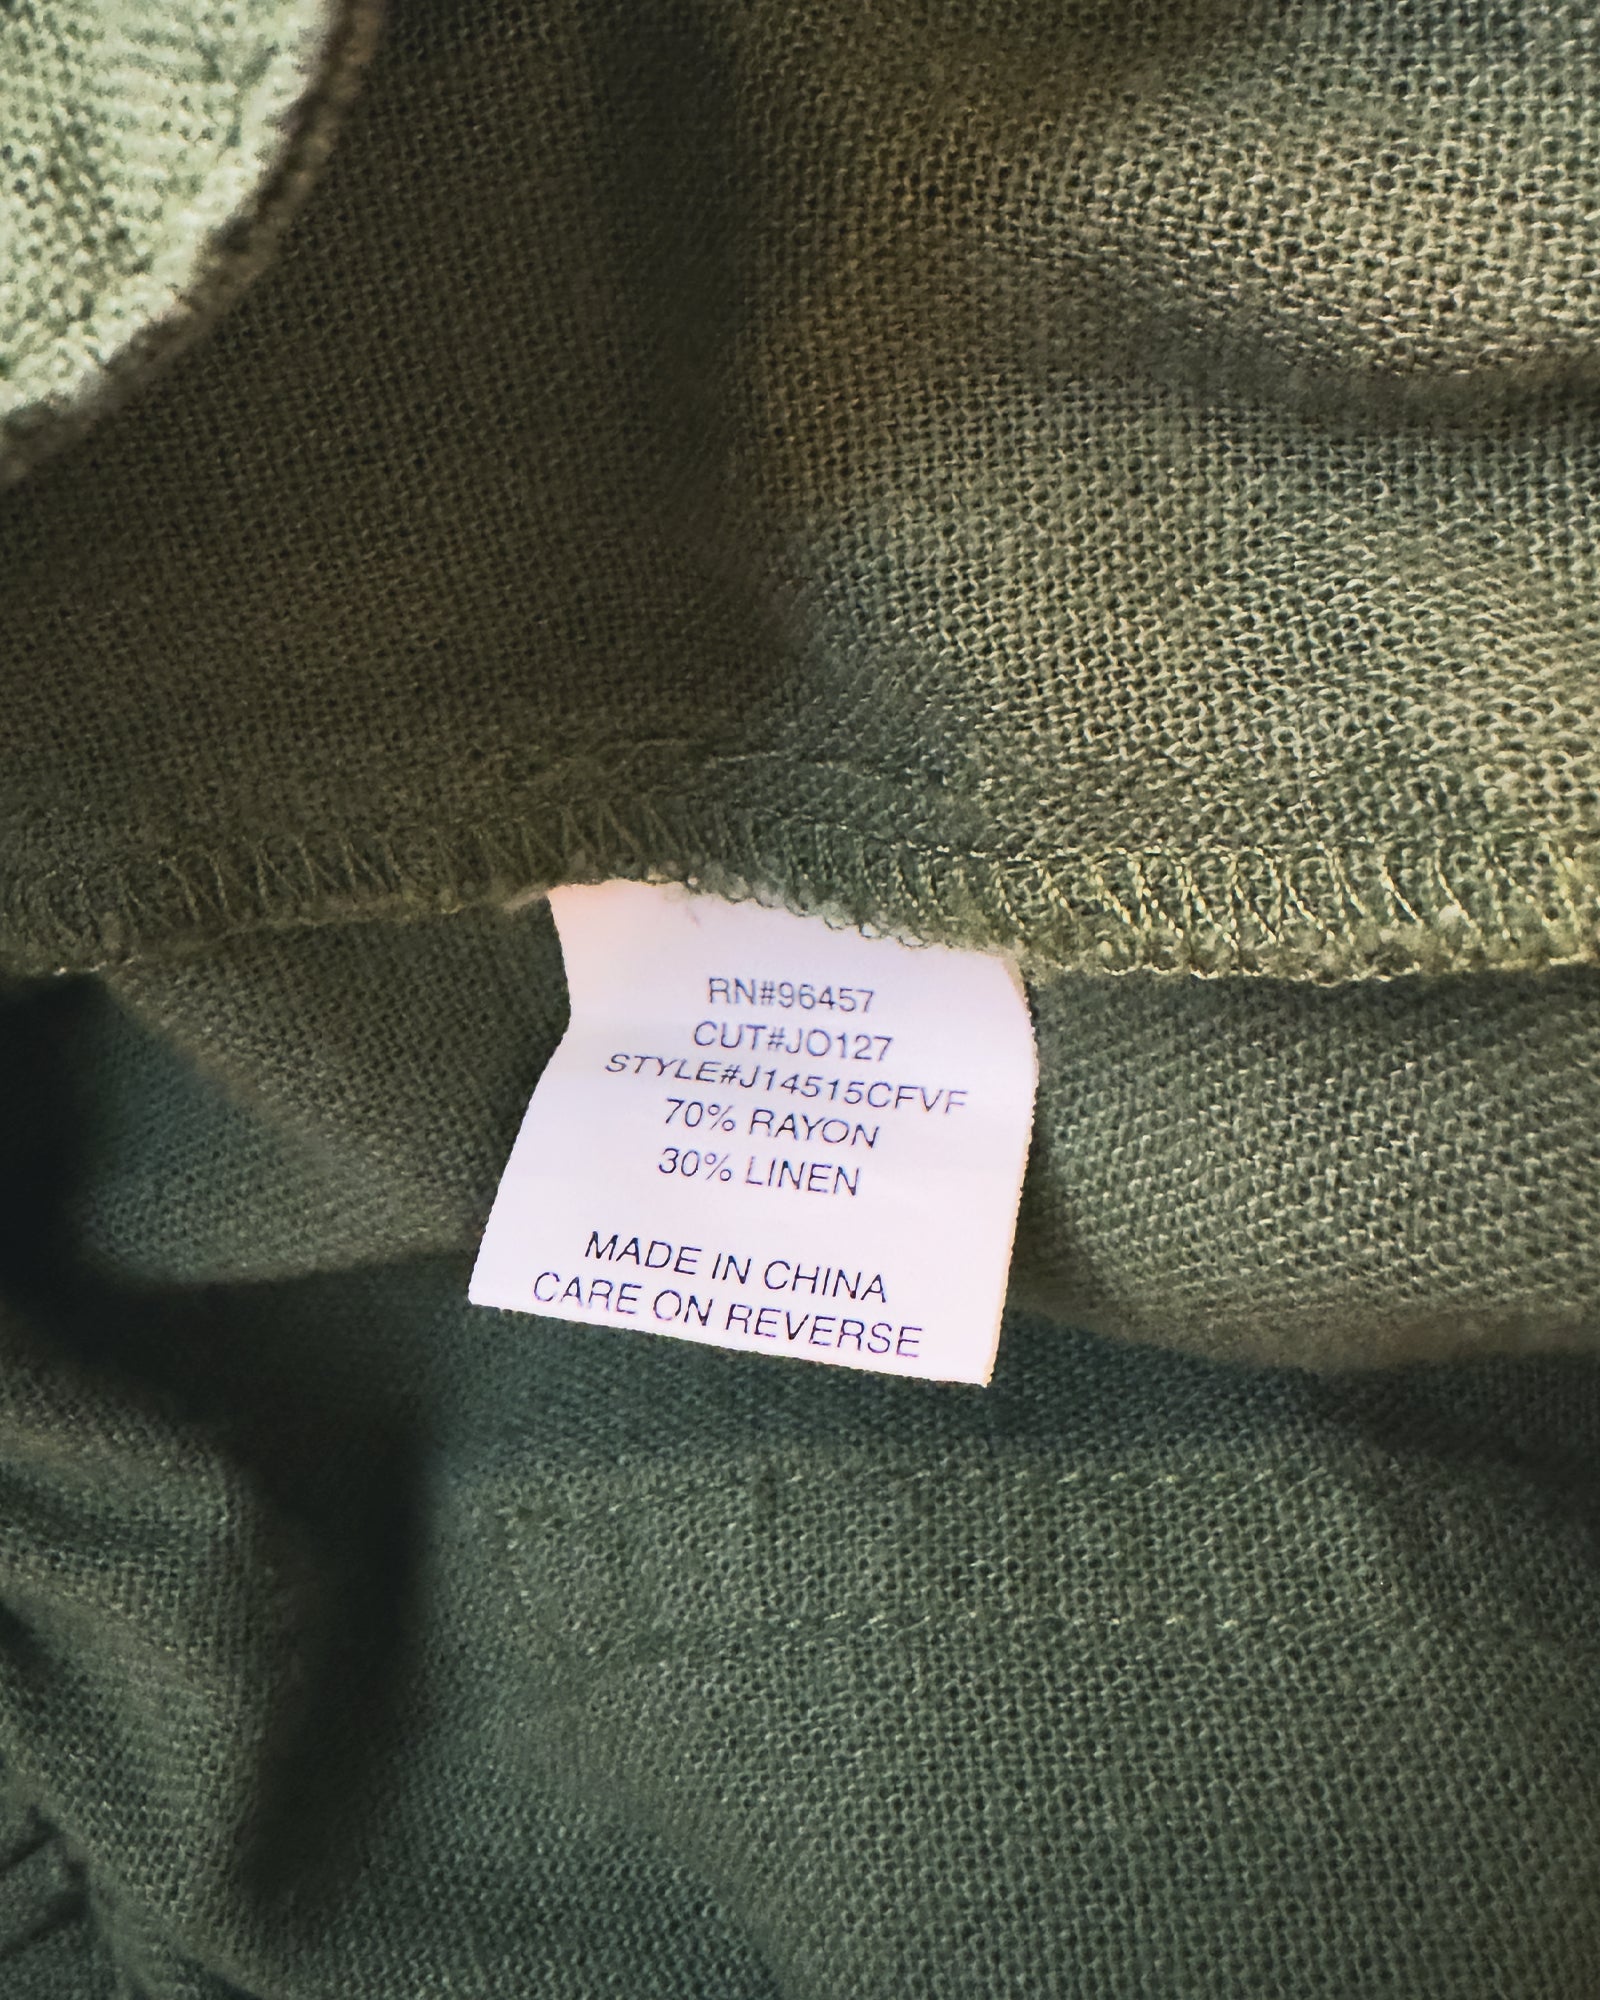 RN#96457
CUT#JO127
STYLE#J14515CFVF
70% RAYON
30% LINEN
MADE IN CHINA
CARE ON REVERSE